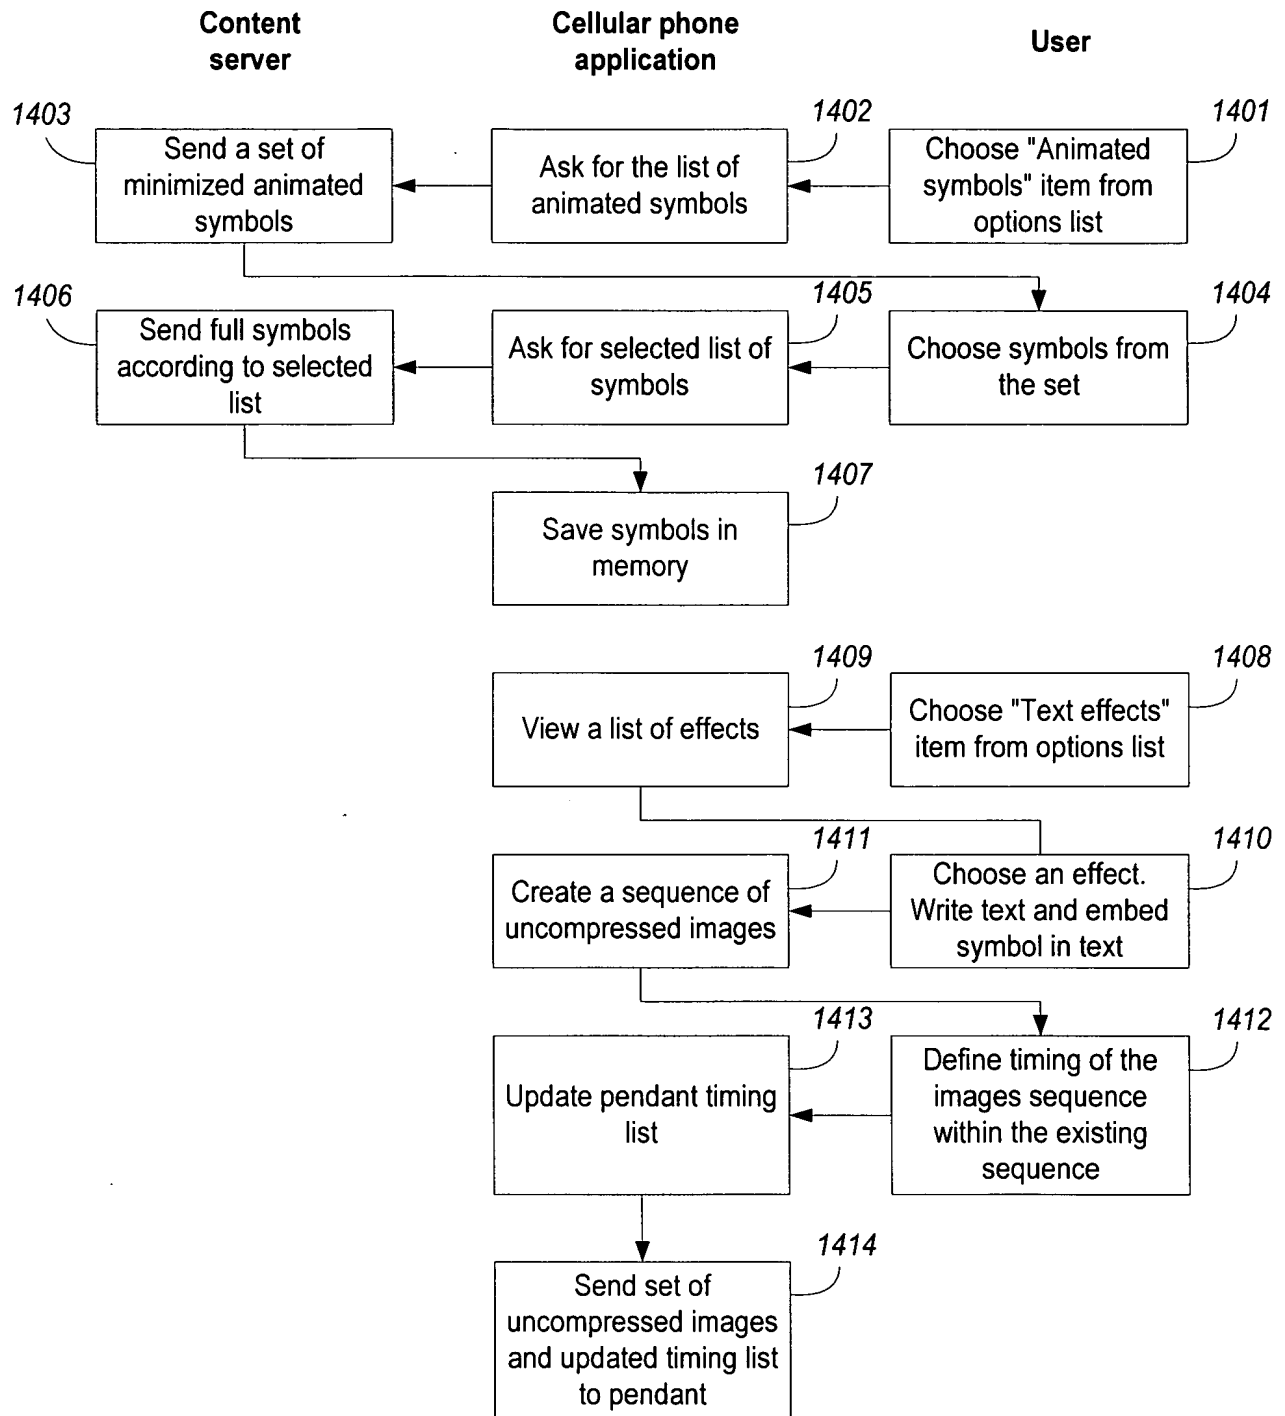 Content
server
Cellular phone
application
User
1403
1402
1401
Send a set of
minimized animated
symbols
Ask for the list of
animated symbols
Choose "Animated
symbols" item from
options list
1406
1405
1404
Send full symbols
according to selected
list
Ask for selected list of
symbols
Choose symbols from
the set
1407
Save symbols in
memory
1409
1408
View a list of effects
Choose "Text effects"
item from options list
1411
1410
Create a sequence of
uncompressed images
Choose an effect.
Write text and embed
symbol in text
1413
1412
Update pendant timing
list
Define timing of the
images sequence
within the existing
sequence
1414
Send set of
uncompressed images
and updated timing list
to pendant